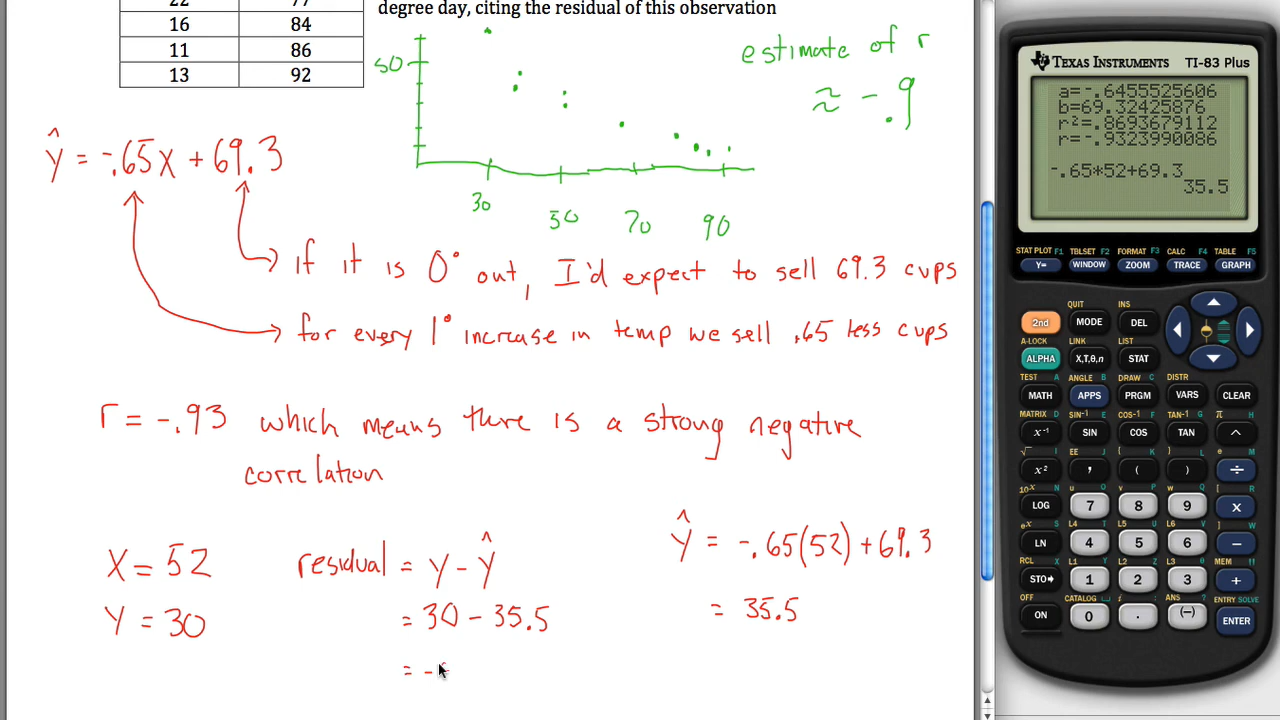 22 77
degree day, citing the residual of this observation
16 84
11 86
13 92
50
estimate of r
≈ -.9
30 50 70 90
ŷ = -.65x + 69.3
If it is 0° out, I'd expect to sell 69.3 cups
for every 1° increase in temp we sell .65 less cups
r = -.93 which means there is a strong negative
correlation
x = 52
y = 30
residual = y - ŷ
= 30 - 35.5
= -
ŷ = -.65(52) + 69.3
= 35.5
TEXAS INSTRUMENTS TI-83 Plus
a=-.6455525606
b=69.32425876
r²=.8693679112
r=-.9323990086
-.65*52+69.3
35.5
STAT PLOT F1 TBLSET F2 FORMAT F3 CALC F4 TABLE F5
Y= WINDOW ZOOM TRACE GRAPH
QUIT INS
2nd MODE DEL
A-LOCK LINK LIST
ALPHA X,T,θ,n STAT
TEST A ANGLE B DRAW C DISTR
MATH APPS PRGM VARS CLEAR
MATRIX D SIN⁻¹ E COS⁻¹ F TAN⁻¹ G π H
x⁻¹ SIN COS TAN ^
√ I EE J { K } L e M
x² , ( ) ÷
10ˣ N u O v P w Q [ R
LOG 7 8 9 x
eˣ S L4 T L5 U L6 V ] W
LN 4 5 6 −
RCL X L1 Y L2 Z L3 θ MEM "
STO▸ 1 2 3 +
OFF CATALOG ␣ i : ANS ? ENTRY SOLVE
ON 0 . (−) ENTER